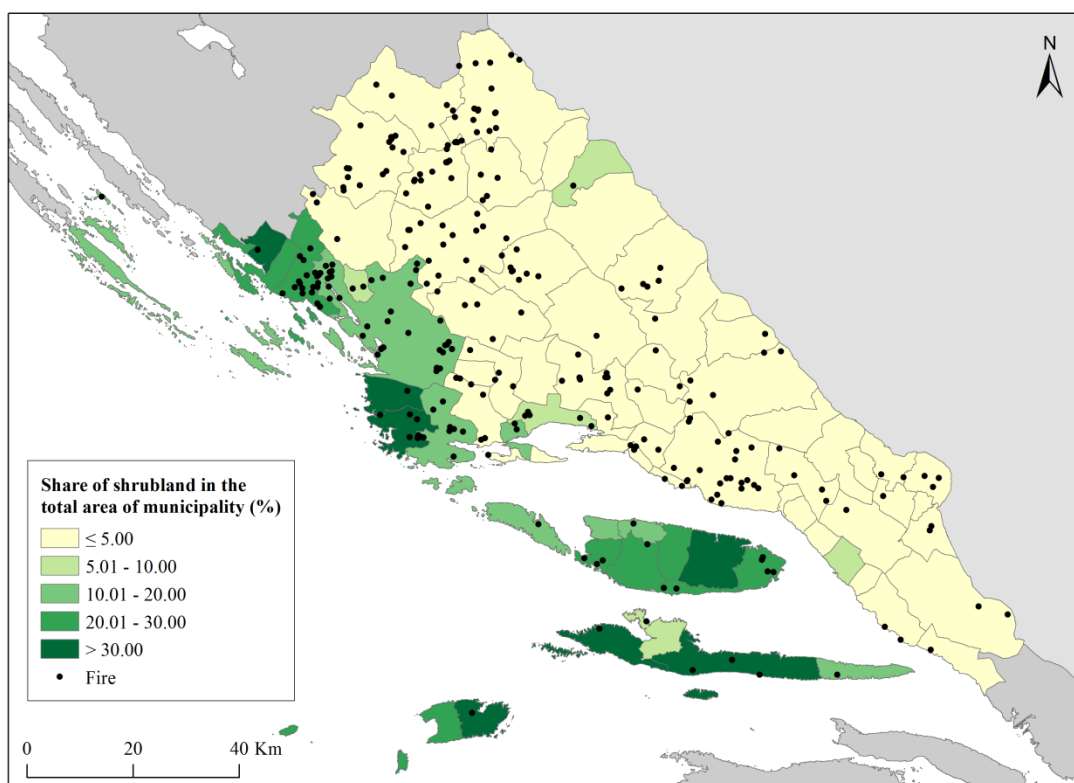 N
Share of shrubland in the
total area of municipality (%)
≤ 5.00
5.01 - 10.00
10.01 - 20.00
20.01 - 30.00
> 30.00
Fire
0 20 40 Km